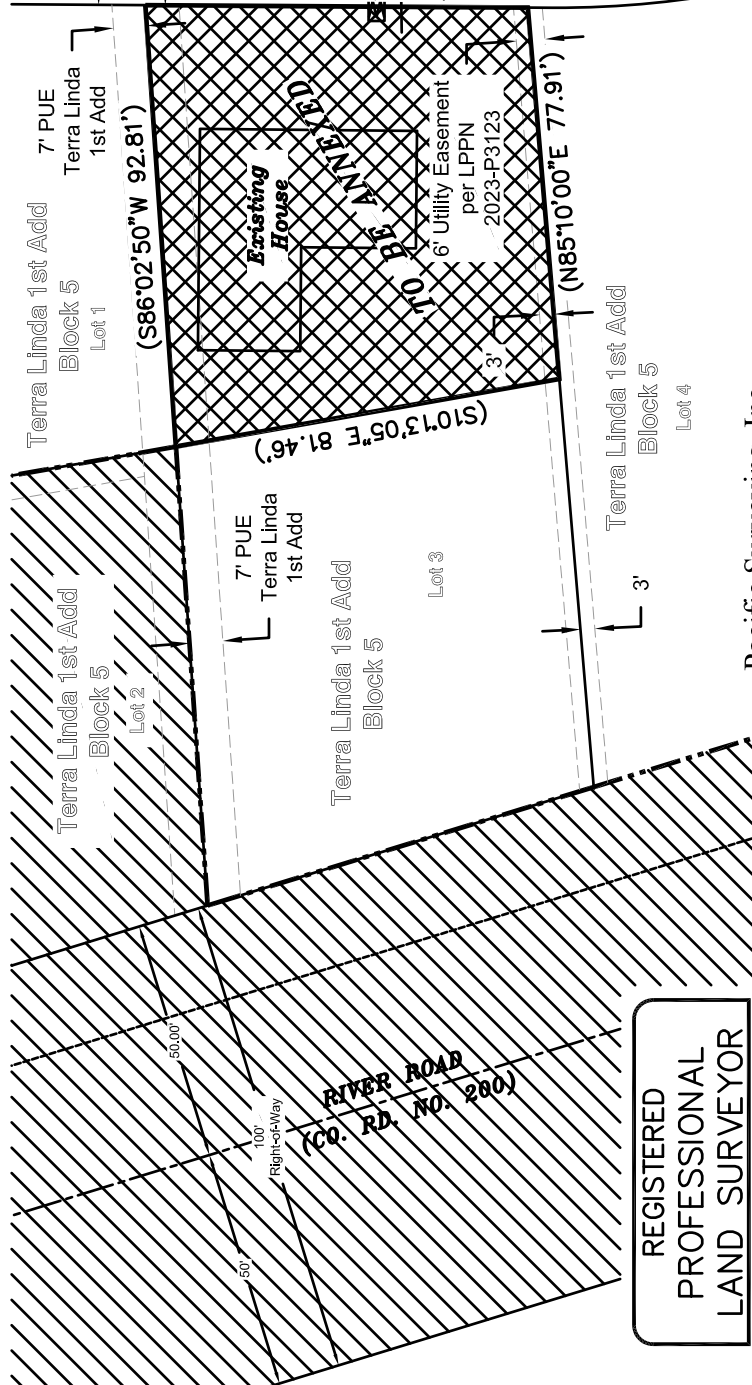 Terra Linda 1st Add
Block 5
Lot 1
7' PUE
Terra Linda
1st Add
(S86°02'50"W 92.81')
Existing
House
TO BE ANNEXED
6' Utility Easement
per LPPN
2023-P3123
3'
(N85°10'00"E 77.91')
(S10°13'05"E 81.46')
Terra Linda 1st Add
Block 5
Lot 4
Terra Linda 1st Add
Block 5
Lot 2
7' PUE
Terra Linda
1st Add
Terra Linda 1st Add
Block 5
Lot 3
3'
50.00'
100'
Right-of-Way
50'
RIVER ROAD
(CO. RD. NO. 200)
REGISTERED
PROFESSIONAL
LAND SURVEYOR